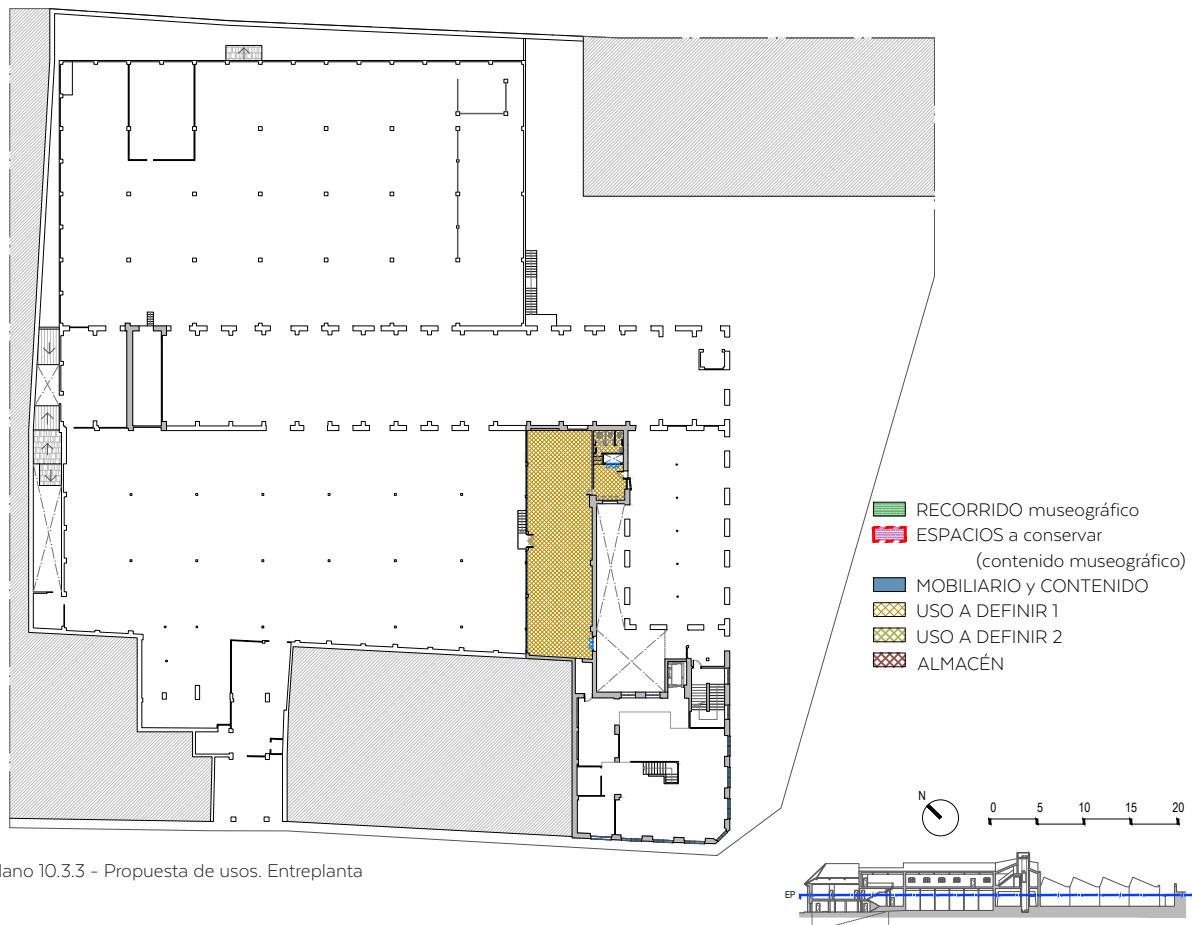 RECORRIDO museográfico
ESPACIOS a conservar
(contenido museográfico)
MOBILIARIO y CONTENIDO
USO A DEFINIR 1
USO A DEFINIR 2
ALMACÉN
N
0 5 10 15 20
lano 10.3.3 - Propuesta de usos. Entreplanta
EP